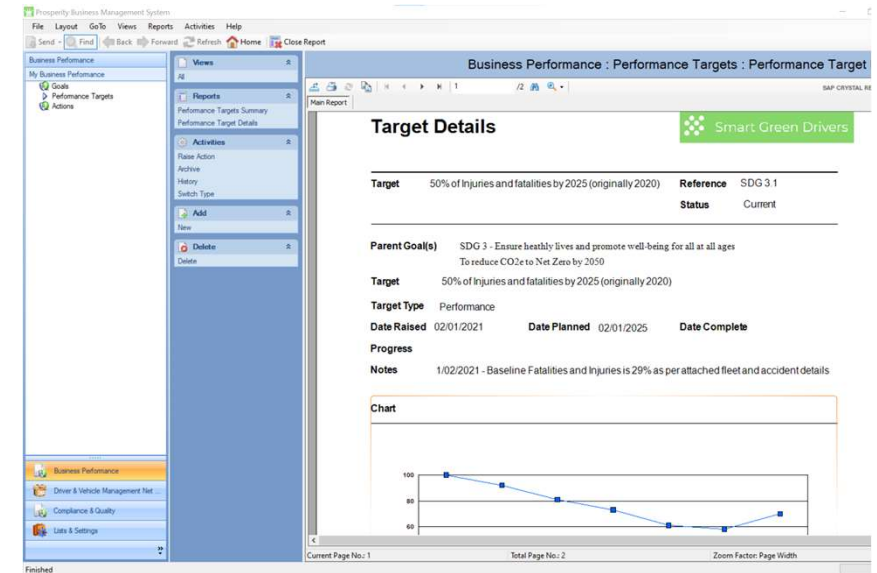 Prosperity Business Management System
File Layout GoTo Views Reports Activities Help
Send Find Back Forward Refresh Home Close Report
Business Performance
My Business Performance
Goals
Performance Targets
Actions
Business Performance
Driver & Vehicle Management Net ...
Compliance & Quality
Lists & Settings
Views
All
Reports
Performance Targets Summary
Performance Target Details
Activities
Raise Action
Archive
History
Switch Type
Add
New
Delete
Delete
Business Performance : Performance Targets : Performance Target
1 /2
Main Report
Target Details
Smart Green Drivers
Target 50% of Injuries and fatalities by 2025 (originally 2020) Reference SDG 3.1
Status Current
Parent Goal(s) SDG 3 - Ensure heathly lives and promote well-being for all at all ages
To reduce CO2e to Net Zero by 2050
Target 50% of Injuries and fatalities by 2025 (originally 2020)
Target Type Performance
Date Raised 02/01/2021 Date Planned 02/01/2025 Date Complete
Progress
Notes 1/02/2021 - Baseline Fatalities and Injuries is 29% as per attached fleet and accident details
Chart
100
80
60
Current Page No.: 1 Total Page No.: 2 Zoom Factor: Page Width
Finished